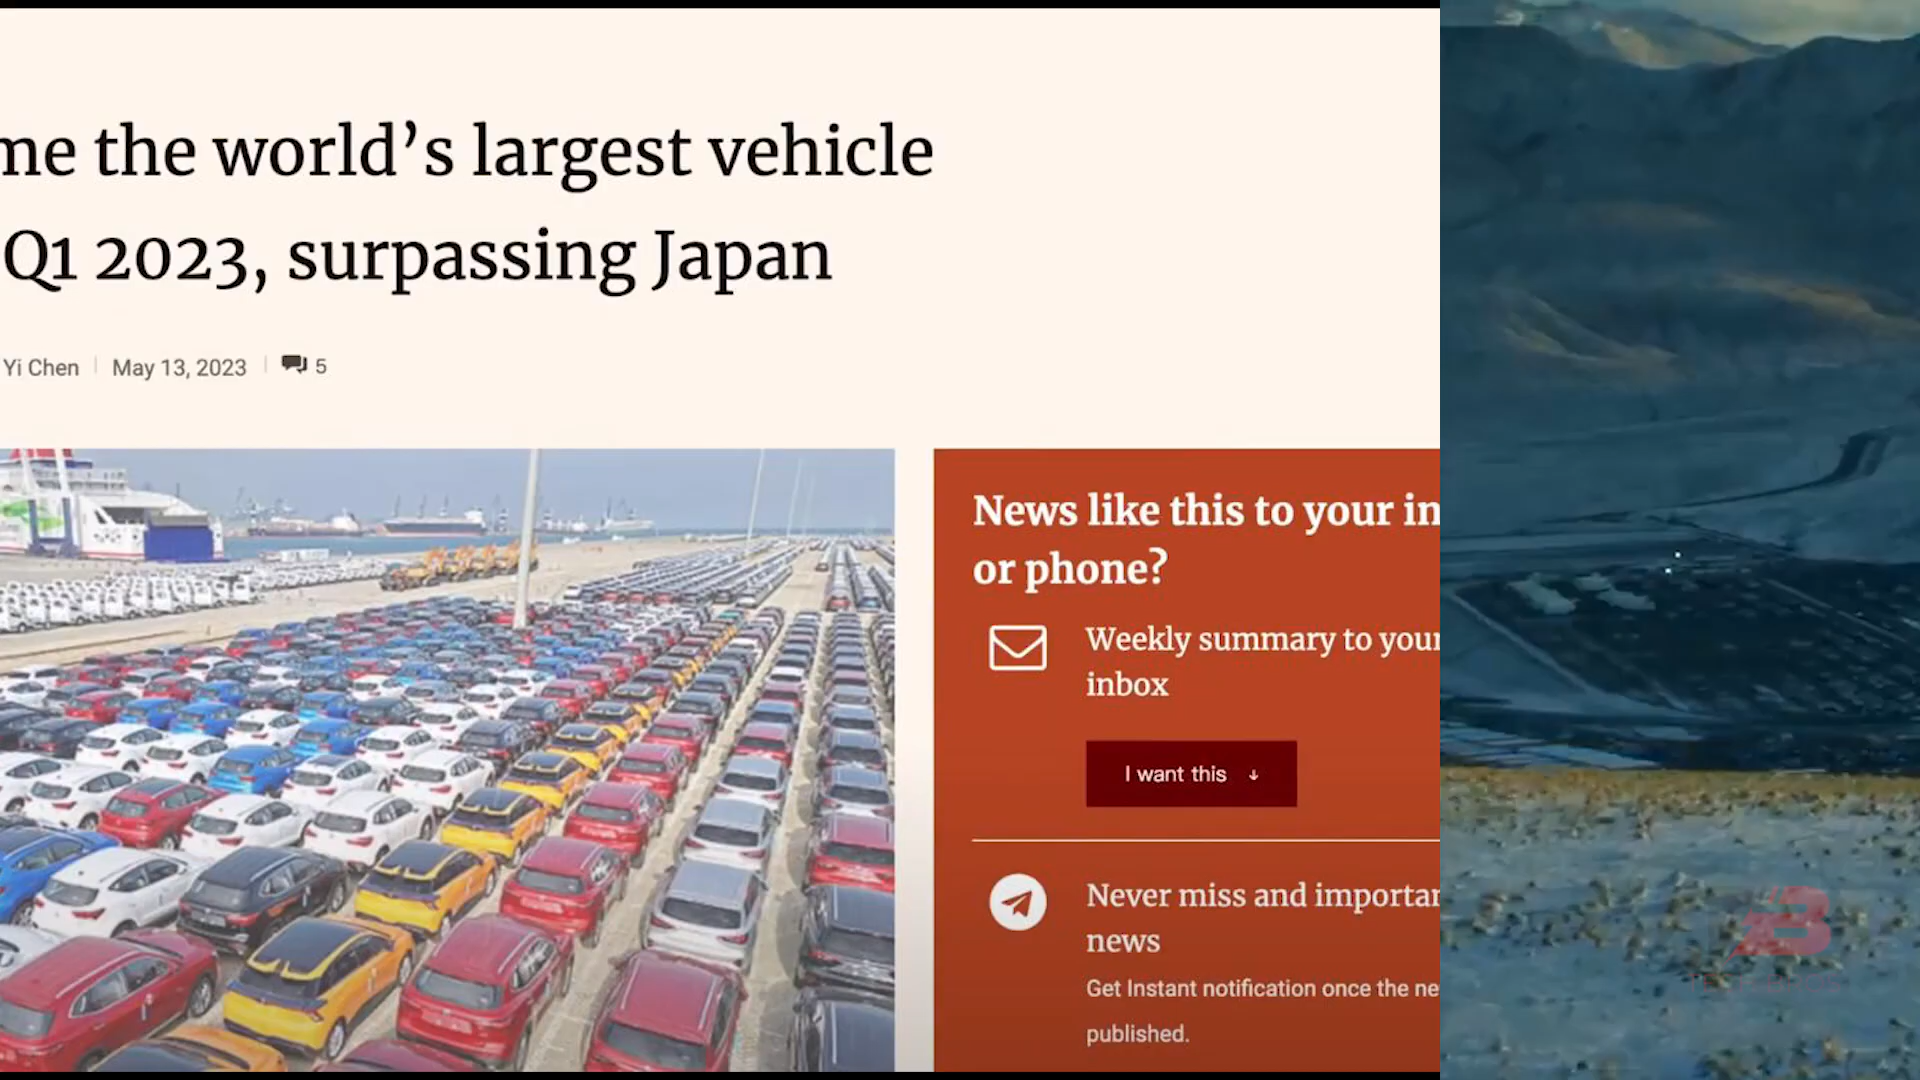 me the world’s largest vehicle
Q1 2023, surpassing Japan
Yi Chen
May 13, 2023
5
News like this to your in
or phone?
Weekly summary to your
inbox
I want this ↓
Never miss and importan
news
Get Instant notification once the ne
published.